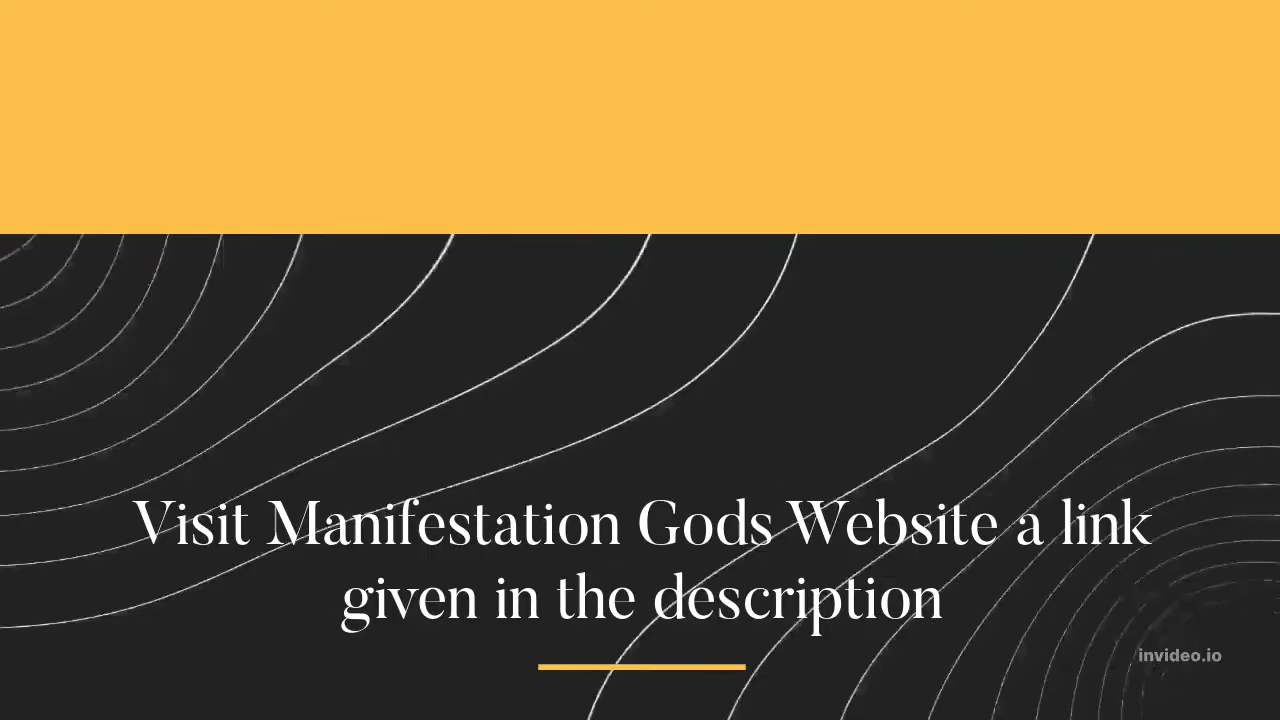 Visit Manifestation Gods Website a link
given in the description
invideo.io